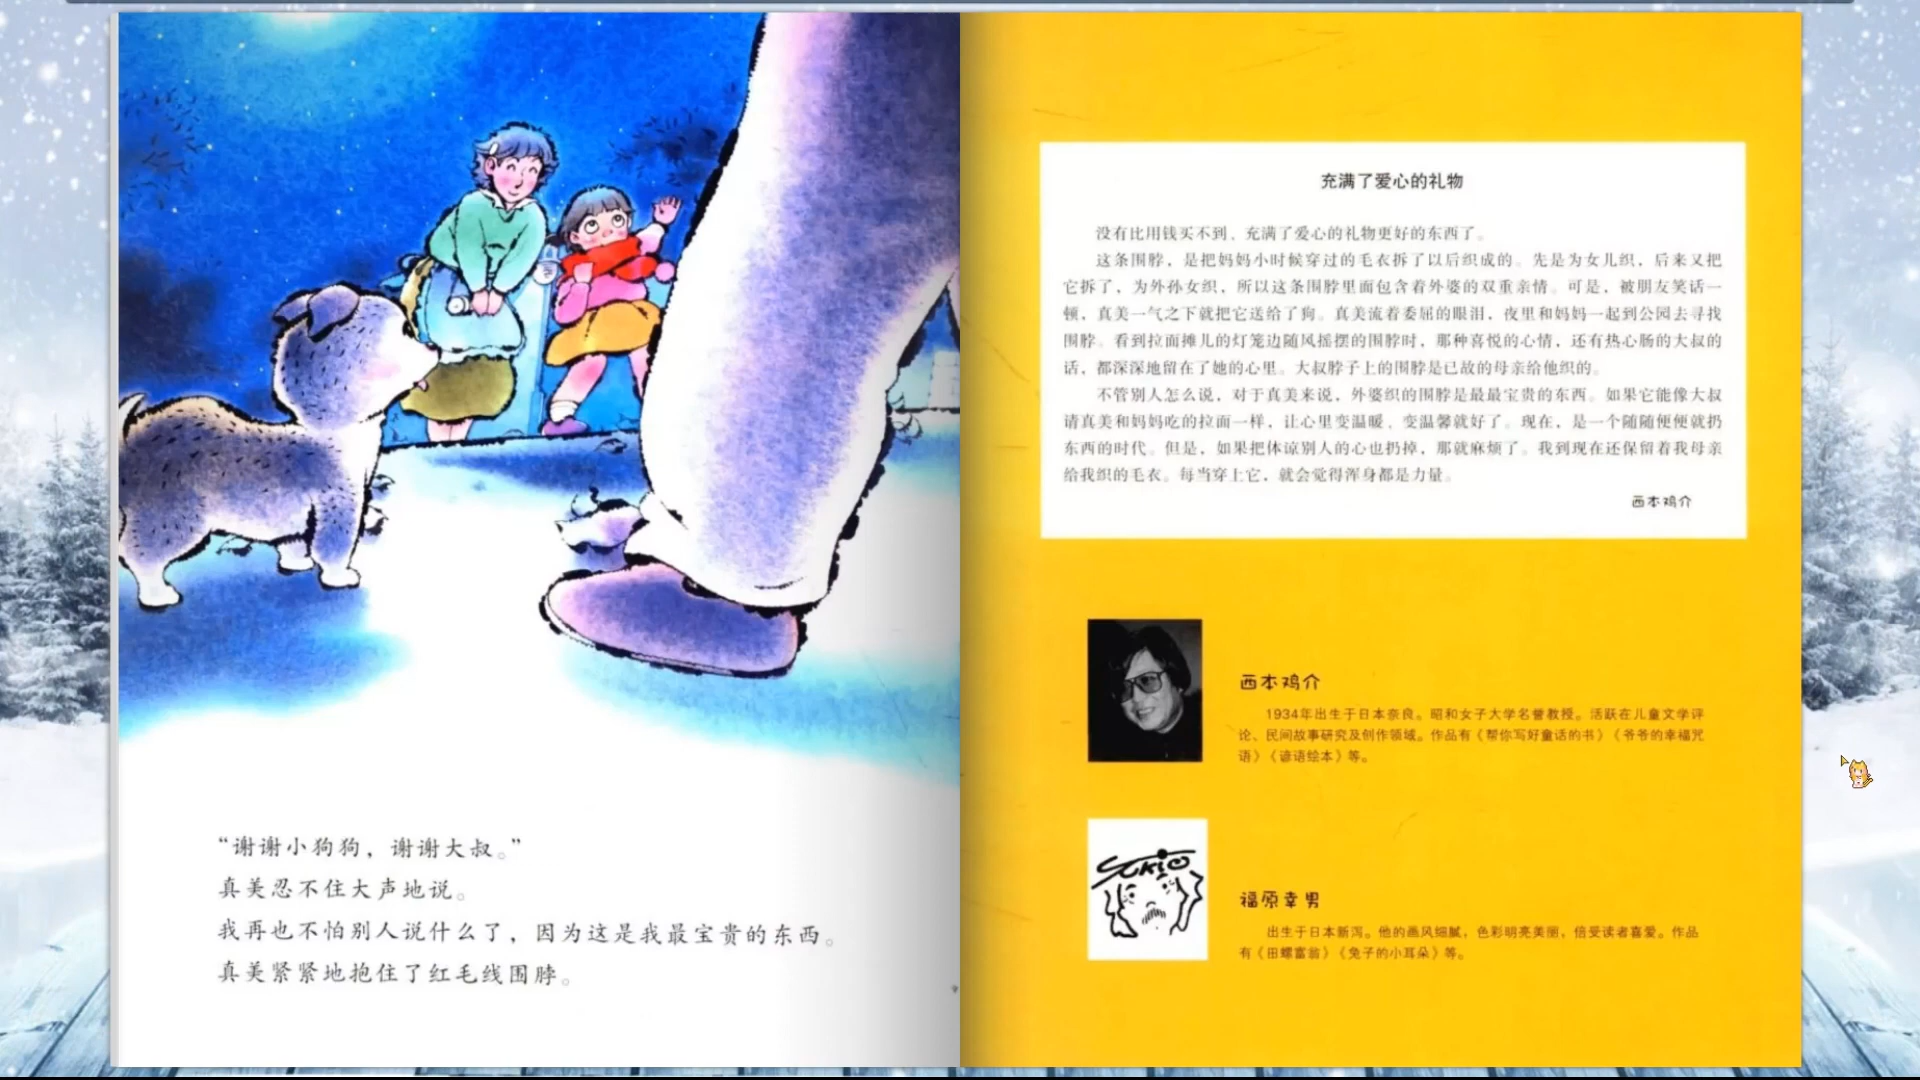 “谢谢小狗狗，谢谢大叔。”
真美忍不住大声地说。
我再也不怕别人说什么了，因为这是我最宝贵的东西。
真美紧紧地抱住了红毛线围脖。
充满了爱心的礼物
没有比用钱买不到、充满了爱心的礼物更好的东西了。
这条围脖，是把妈妈小时候穿过的毛衣拆了以后织成的。先是为女儿织，后来又把
它拆了，为外孙女织，所以这条围脖里面包含着外婆的双重亲情。可是，被朋友笑话一
顿，真美一气之下就把它送给了狗。真美流着委屈的眼泪，夜里和妈妈一起到公园去寻找
围脖。看到拉面摊儿的灯笼边随风摇摆的围脖时，那种喜悦的心情，还有热心肠的大叔的
话，都深深地留在了她的心里。大叔脖子上的围脖是已故的母亲给他织的。
不管别人怎么说，对于真美来说，外婆织的围脖是最最宝贵的东西。如果它能像大叔
请真美和妈妈吃的拉面一样，让心里变温暖、变温馨就好了。现在，是一个随随便便就扔
东西的时代。但是，如果把体谅别人的心也扔掉，那就麻烦了。我到现在还保留着我母亲
给我织的毛衣。每当穿上它，就会觉得浑身都是力量。
西本鸡介
西本鸡介
1934年出生于日本奈良。昭和女子大学名誉教授。活跃在儿童文学评
论、民间故事研究及创作领域。作品有《帮你写好童话的书》《爷爷的幸福咒
语》《谚语绘本》等。
yukio
福原幸男
出生于日本新泻。他的画风细腻，色彩明亮美丽，倍受读者喜爱。作品
有《田螺富翁》《兔子的小耳朵》等。